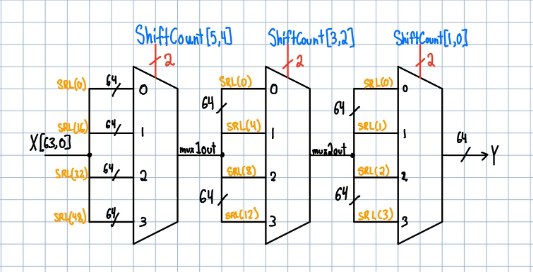 ShiftCount[5,4]
ShiftCount[3,2]
ShiftCount[1,0]
2
2
2
SRL(0) 64 0
SRL(0) 0
SRL(0) 0
64
64
SRL(16) 64 1
SRL(4) 1
SRL(1) 1
X[63,0]
mux1out
mux2out
64
Y
SRL(32) 64 2
SRL(8) 2
SRL(2) 2
64
64
SRL(48) 64 3
SRL(12) 3
SRL(3) 3